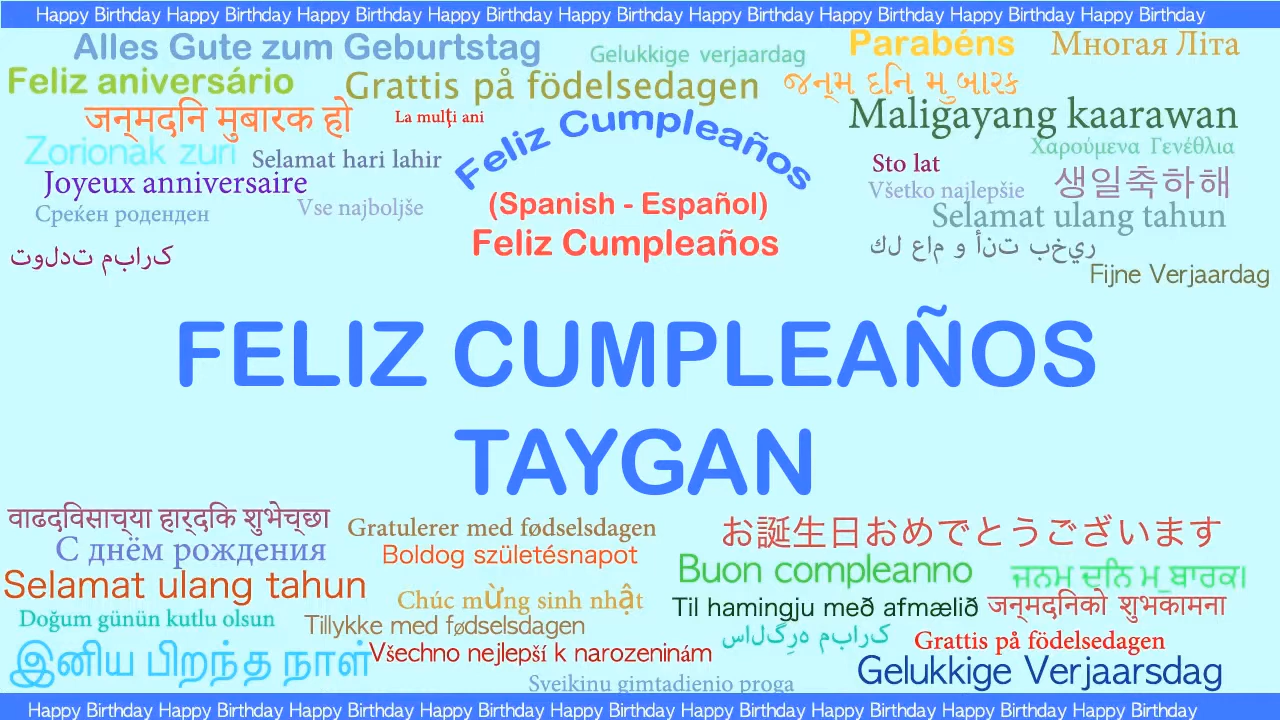 Happy Birthday Happy Birthday Happy Birthday Happy Birthday Happy Birthday Happy Birthday Happy Birthday Happy Birthday Happy Birthday
Alles Gute zum Geburtstag
Gelukkige verjaardag
Parabéns
Многая Літа
Feliz aniversário
Grattis på födelsedagen
જન્મ દિન મુબારક
जन्मदिन मुबारक हो
La mulţi ani
Feliz Cumpleaños
Maligayang kaarawan
Zorionak zuri
Selamat hari lahir
Χαρούμενα Γενέθλια
Sto lat
Joyeux anniversaire
(Spanish - Español)
Všetko najlepšie
생일축하해
Среќен роденден
Vse najboljše
Selamat ulang tahun
Feliz Cumpleaños
تولدت مبارک
كل عام و أنت بخير
Fijne Verjaardag
FELIZ CUMPLEAÑOS
TAYGAN
वाढदिवसाच्या हार्दिक शुभेच्छा
Gratulerer med fødselsdagen
お誕生日おめでとうございます
С днём рождения
Boldog születésnapot
Buon compleanno
ਜਨਮ ਦਿਨ ਮੁਬਾਰਕ।
Selamat ulang tahun
Chúc mừng sinh nhật
Til hamingju með afmælið
जन्मदिनको शुभकामना
Doğum günün kutlu olsun
Tillykke med fødselsdagen
سالگرہ مبارک
Grattis på födelsedagen
இனிய பிறந்த நாள்
Všechno nejlepší k narozeninám
Gelukkige Verjaarsdag
Sveikinu gimtadienio proga
Happy Birthday Happy Birthday Happy Birthday Happy Birthday Happy Birthday Happy Birthday Happy Birthday Happy Birthday Happy Birthday